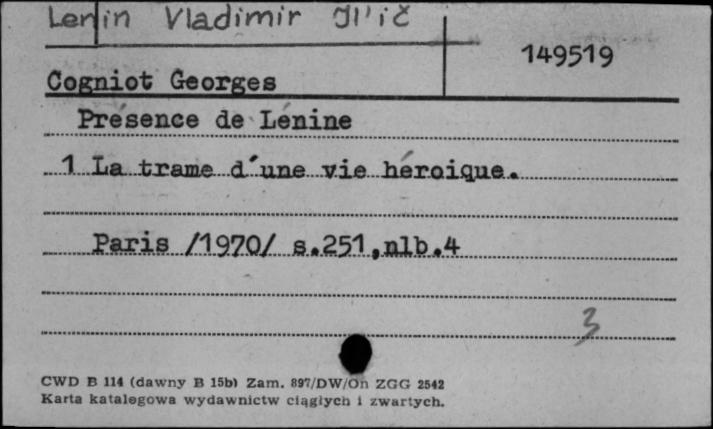 Lenin Vladimir Il'ič
149519
Cogniot Georges
Présence de Lénine
1 La trame d'une vie héroique.
Paris /1970/ s.251,nlb.4
3
CWD B 114 (dawny B 15b) Zam. 897/DW/On ZGG 2542
Karta katalogowa wydawnictw ciągłych i zwartych.